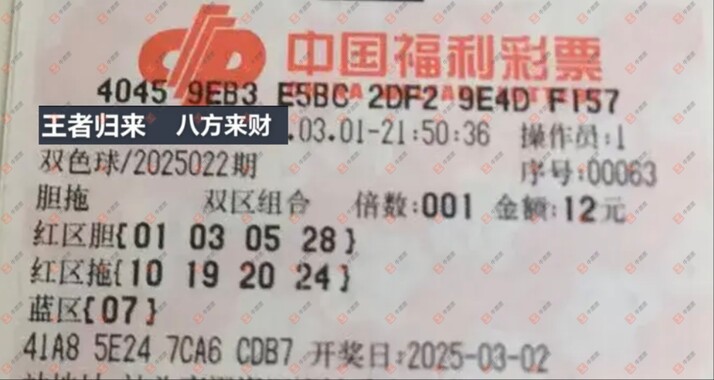 中国福利彩票
4045 9EB3 E5BC 2DF2 9E4D F157
王者归来 八方来财
.03.01-21:50:36 操作员:1
双色球/2025022期 序号:00063
胆拖 双区组合 倍数:001 金额:12元
红区胆{01 03 05 28}
红区拖{10 19 20 24}
蓝区{07}
41A8 5E24 7CA6 CDB7 开奖日:2025-03-02